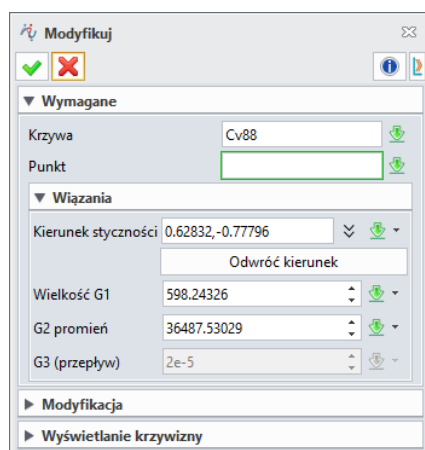 Modyfikuj
Wymagane
Krzywa Cv88
Punkt
Wiązania
Kierunek styczności 0.62832,-0.77796
Odwróć kierunek
Wielkość G1 598.24326
G2 promień 36487.53029
G3 (przepływ) 2e-5
Modyfikacja
Wyświetlanie krzywizny